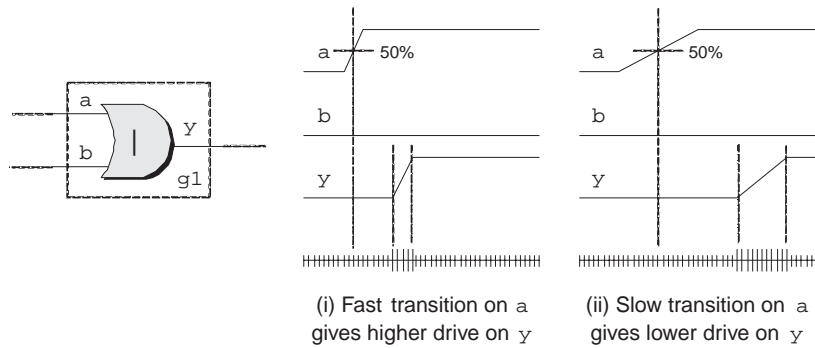 a
b
y
g1
|
a
50%
b
y
(i) Fast transition on a
gives higher drive on y
a
50%
b
y
(ii) Slow transition on a
gives lower drive on y